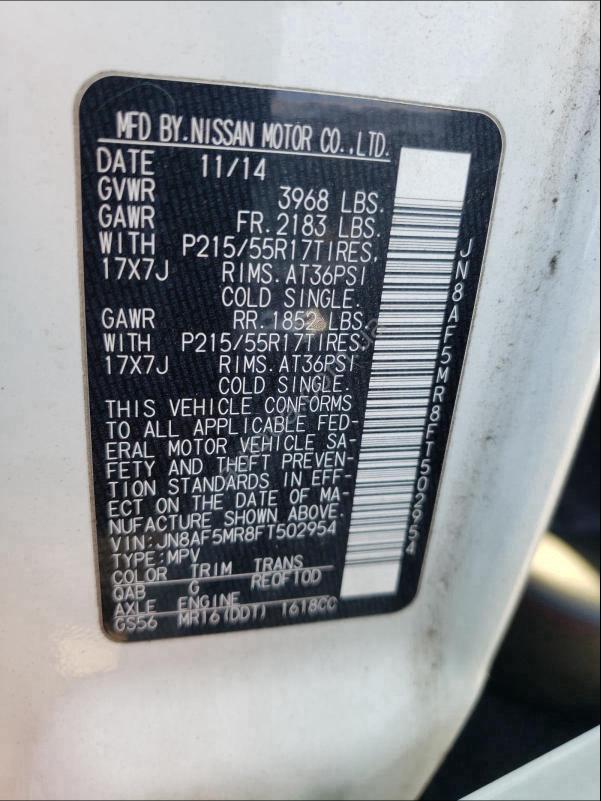 MFD BY.NISSAN MOTOR CO.,LTD.
DATE 11/14
GVWR 3968 LBS.
GAWR FR.2183 LBS.
WITH P215/55R17TIRES,
17X7J RIMS.AT36PSI
COLD SINGLE.
GAWR RR.1852 LBS.
WITH P215/55R17TIRES;
17X7J RIMS.AT36PSI
COLD SINGLE.
THIS VEHICLE CONFORMS
TO ALL APPLICABLE FED-
ERAL MOTOR VEHICLE SA-
FETY AND THEFT PREVEN-
TION STANDARDS IN EFF-
ECT ON THE DATE OF MA-
NUFACTURE SHOWN ABOVE.
VIN:JN8AF5MR8FT502954
TYPE:MPV
COLOR TRIM TRANS
QAB G RE0F10D
AXLE ENGINE
GS56 MR16(DDT) 1618CC
JN8AF5MR8FT502954